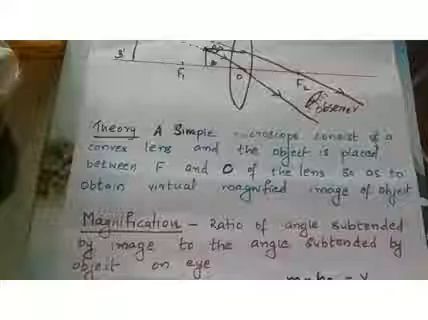 F₁
O
F₂
observer
Theory A Simple microscope consist of a
convex lens and the object is placed
between F and O of the lens so as to
obtain virtual magnified image of object
Magnification - Ratio of angle subtended
by image to the angle subtended by
object on eye